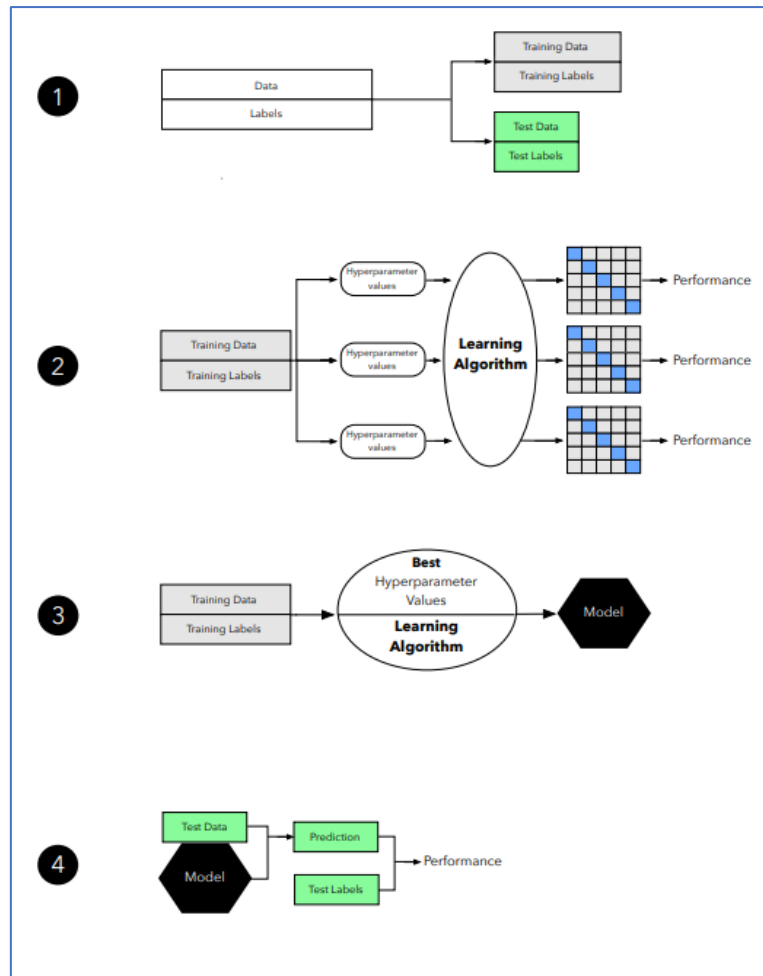 1
Data
Labels
Training Data
Training Labels
Test Data
Test Labels
2
Training Data
Training Labels
Hyperparameter
values
Hyperparameter
values
Hyperparameter
values
Learning
Algorithm
Performance
Performance
Performance
3
Training Data
Training Labels
Best
Hyperparameter
Values
Learning
Algorithm
Model
4
Test Data
Model
Prediction
Test Labels
Performance